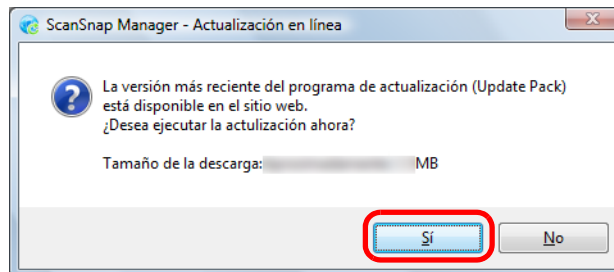 ScanSnap Manager - Actualización en línea
La versión más reciente del programa de actualización (Update Pack)
está disponible en el sitio web.
¿Desea ejecutar la actulización ahora?
Tamaño de la descarga: MB
Sí No